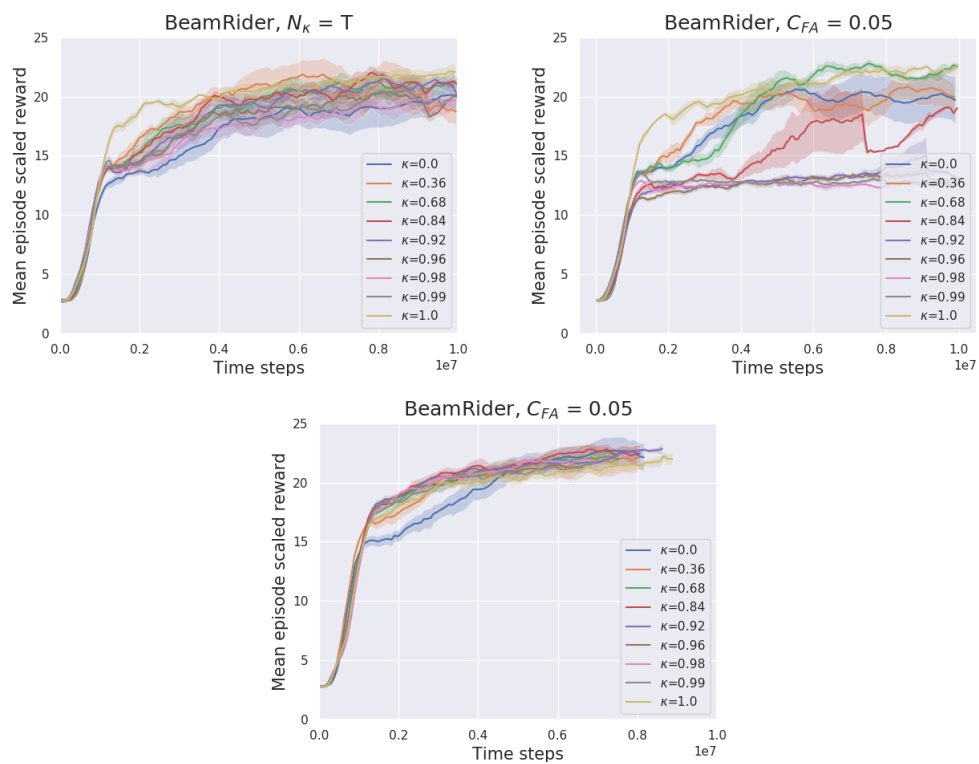 BeamRider, Nκ = T
Mean episode scaled reward
25
20
15
10
5
0
κ=0.0
κ=0.36
κ=0.68
κ=0.84
κ=0.92
κ=0.96
κ=0.98
κ=0.99
κ=1.0
0.0 0.2 0.4 0.6 0.8 1.0
Time steps
1e7
BeamRider, CFA = 0.05
Mean episode scaled reward
25
20
15
10
5
0
κ=0.0
κ=0.36
κ=0.68
κ=0.84
κ=0.92
κ=0.96
κ=0.98
κ=0.99
κ=1.0
0.0 0.2 0.4 0.6 0.8 1.0
Time steps
1e7
BeamRider, CFA = 0.05
Mean episode scaled reward
25
20
15
10
5
0
κ=0.0
κ=0.36
κ=0.68
κ=0.84
κ=0.92
κ=0.96
κ=0.98
κ=0.99
κ=1.0
0.0 0.2 0.4 0.6 0.8 1.0
Time steps
1e7